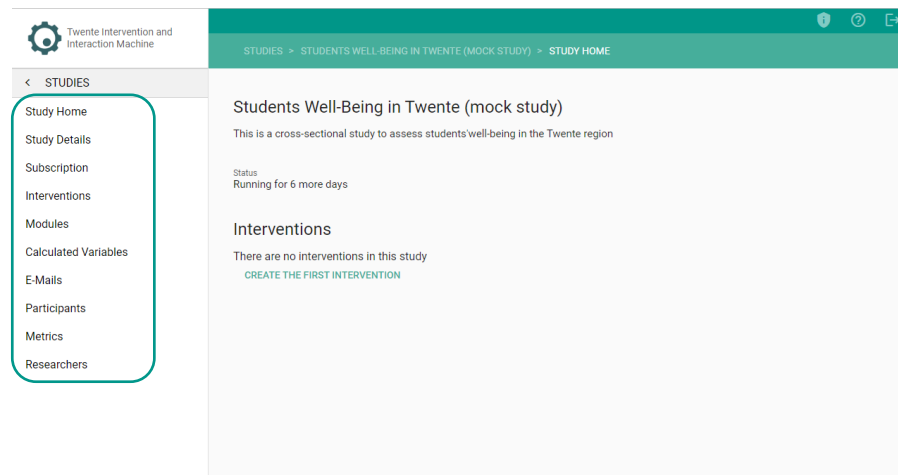 Twente Intervention and
Interaction Machine
STUDIES > STUDENTS WELL-BEING IN TWENTE (MOCK STUDY) > STUDY HOME
< STUDIES
Study Home
Study Details
Subscription
Interventions
Modules
Calculated Variables
E-Mails
Participants
Metrics
Researchers
Students Well-Being in Twente (mock study)
This is a cross-sectional study to assess students'well-being in the Twente region
Status
Running for 6 more days
Interventions
There are no interventions in this study
CREATE THE FIRST INTERVENTION